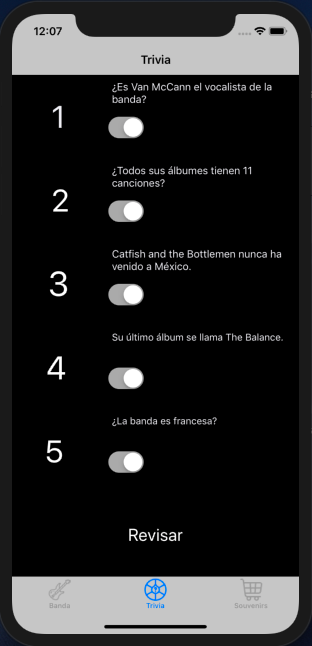 12:07
Trivia
1
¿Es Van McCann el vocalista de la
banda?
2
¿Todos sus álbumes tienen 11
canciones?
3
Catfish and the Bottlemen nunca ha
venido a México.
4
Su último álbum se llama The Balance.
5
¿La banda es francesa?
Revisar
Banda
Trivia
Souvenirs